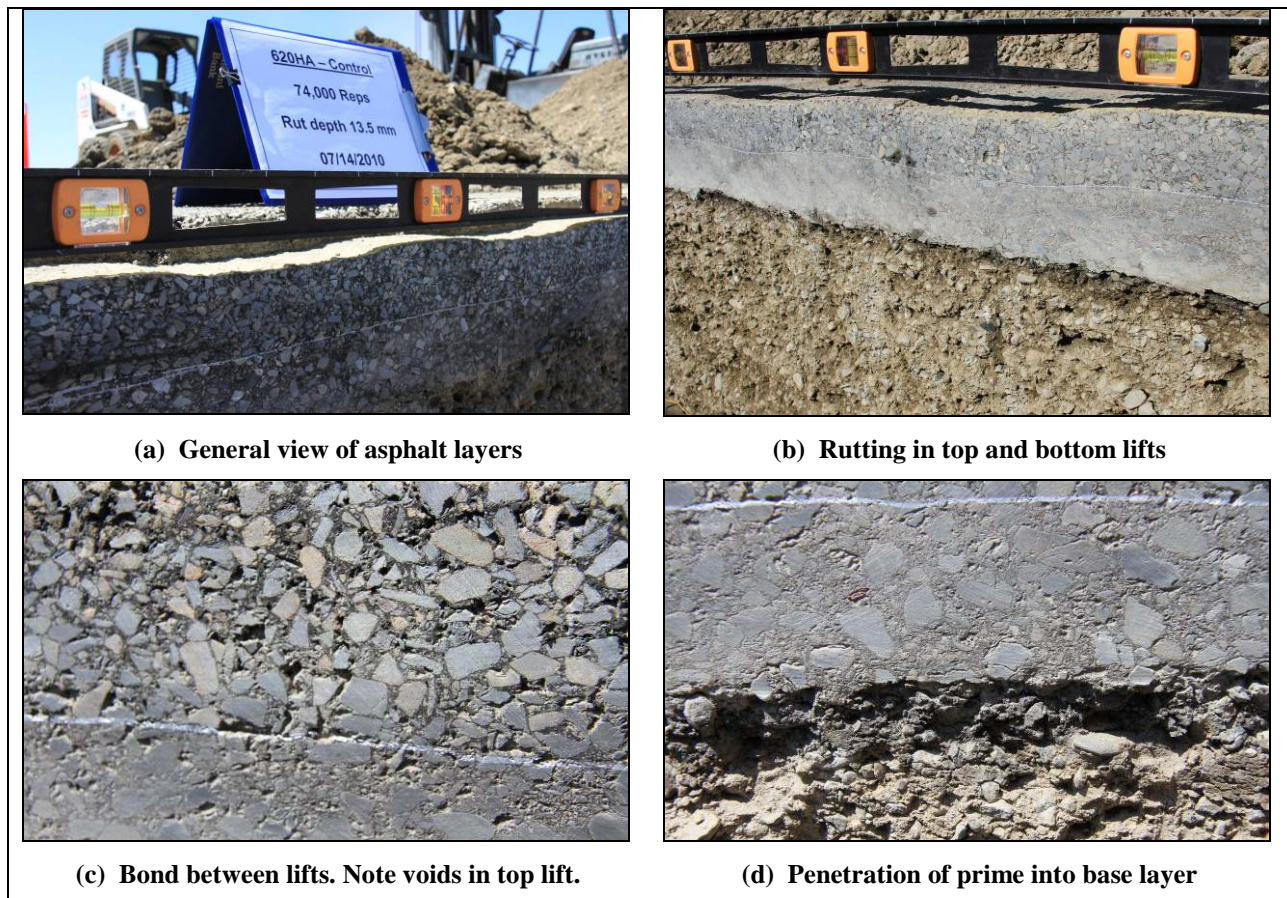 620HA – Control
74,000 Reps
Rut depth 13.5 mm
07/14/2010
(a) General view of asphalt layers
(b) Rutting in top and bottom lifts
(c) Bond between lifts. Note voids in top lift.
(d) Penetration of prime into base layer